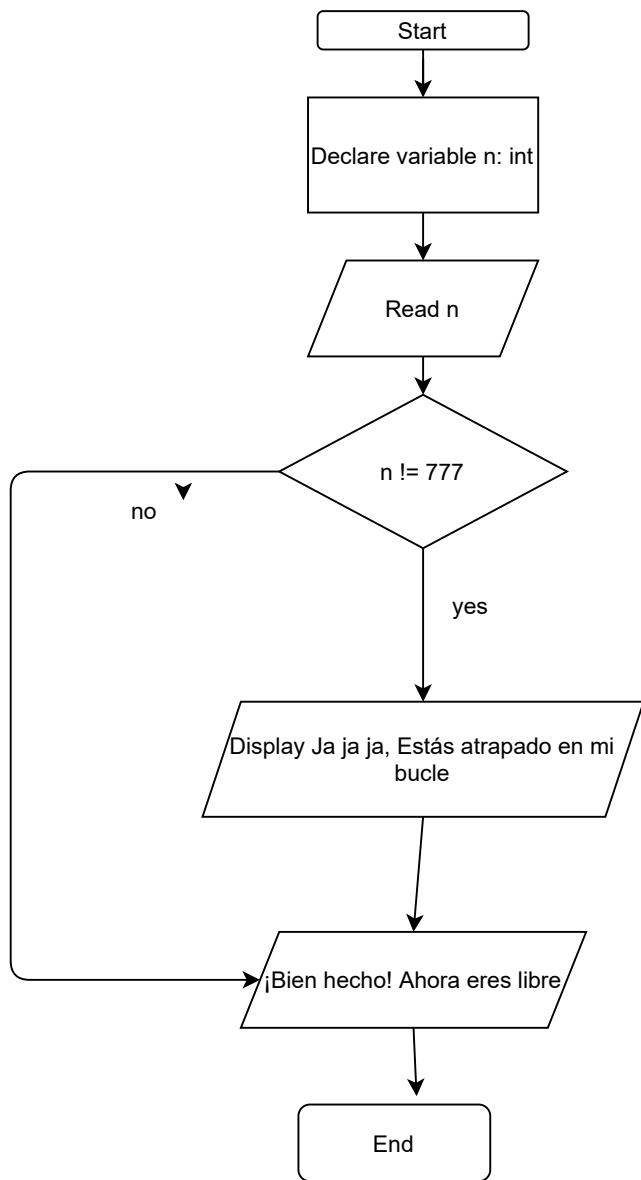 Start
Declare variable n: int
Read n
n != 777
no
yes
Display Ja ja ja, Estás atrapado en mi
bucle
¡Bien hecho! Ahora eres libre
End